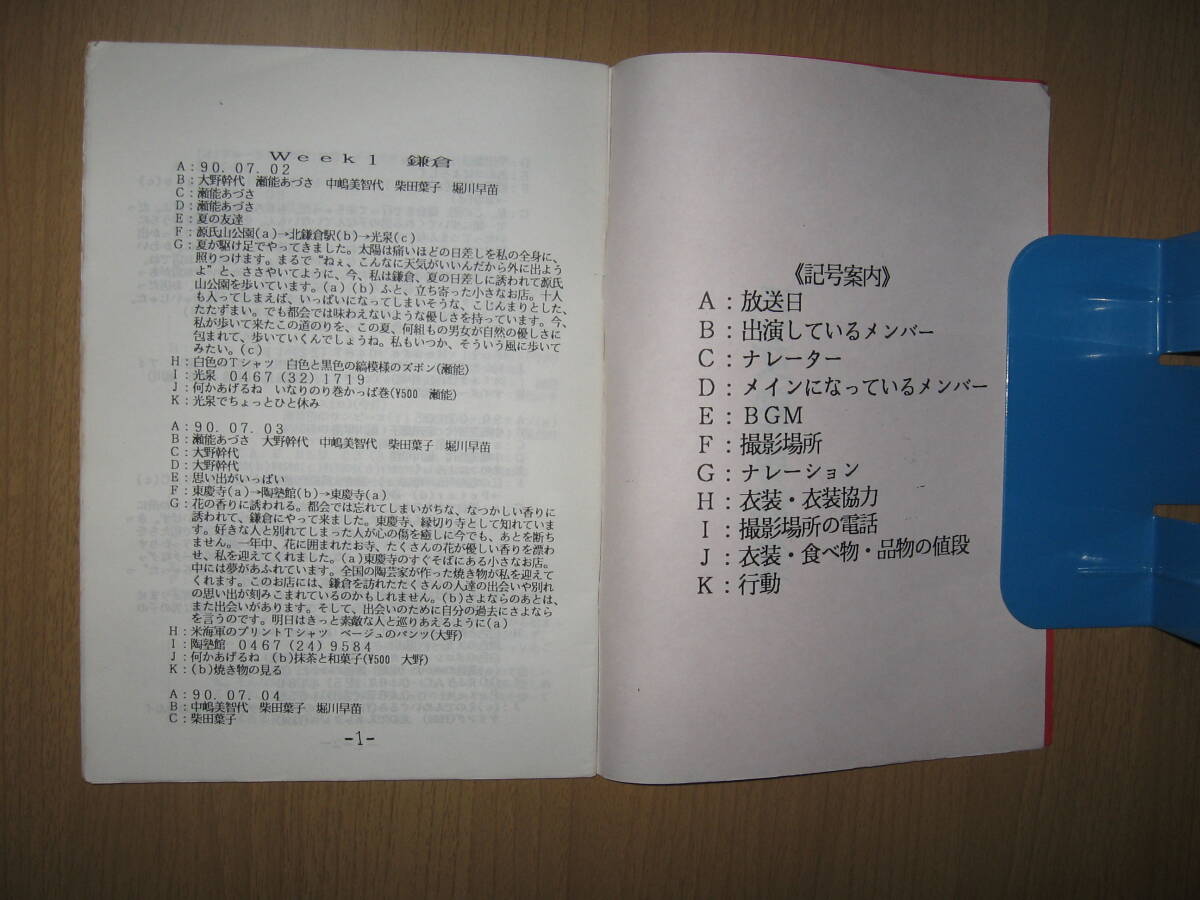 Week1 鎌倉
A：90．07．02
B：大野幹代 瀬能あづさ 中嶋美智代 柴田葉子 堀川早苗
C：瀬能あづさ
D：瀬能あづさ
E：夏の友達
F：源氏山公園(a)→北鎌倉駅(b)→光泉(c)
G：夏が駆け足でやってきました。太陽は痛いほどの日差しを私の全身に、
照りつけます。まるで“ねぇ、こんなに天気がいいんだから外に出よう
よ”と、ささやいてように、今、私は鎌倉、夏の日差しに誘われて源氏
山公園を歩いています。(a)(b)ふと、立ち寄った小さなお店。十人
も入ってしまえば、いっぱいになってしまいそうな、こじんまりとした、
たたずまい。でも都会では味わえないような優しさを持っています。今、
私が歩いて来たこの道のりを、この夏、何組もの男女が自然の優しさに
包まれて、歩いていくんでしょうね。私もいつか、そういう風に歩いて
みたい。(c)
H：白色のTシャツ 白色と黒色の縞模様のズボン(瀬能)
I：光泉 0467(32)1719
J：何かあげるね いなりのり巻かっぱ巻(¥500 瀬能)
K：光泉でちょっとひと休み
A：90．07．03
B：瀬能あづさ 大野幹代 中嶋美智代 柴田葉子 堀川早苗
C：大野幹代
D：大野幹代
E：思い出がいっぱい
F：東慶寺(a)→陶塾館(b)→東慶寺(a)
G：花の香りに誘われる。都会では忘れてしまいがちな、なつかしい香りに
誘われて、鎌倉にやって来ました。東慶寺、縁切り寺として知れていま
す。好きな人と別れてしまった人が心の傷を癒しに今でも、あとを断ち
ません。一年中、花に囲まれたお寺、たくさんの花が優しい香りを漂わ
せ、私を迎えてくれました。(a)東慶寺のすぐそばにある小さなお店。
中には夢があふれています。全国の陶芸家が作った焼き物が私を迎えて
くれます。このお店には、鎌倉を訪れたたくさんの人達の出会いや別れ
の思い出が刻みこまれているのかもしれません。(b)さよならのあとは、
また出会いがあります。そして、出会いのために自分の過去にさよなら
を言うのです。明日はきっと素敵な人と巡りあえるように(a)
H：米海軍のプリントTシャツ ベージュのパンツ(大野)
I：陶塾館 0467(24)9584
J：何かあげるね (b)抹茶と和菓子(¥500 大野)
K：(b)焼き物の見る
A：90．07．04
B：中嶋美智代 柴田葉子 堀川早苗
C：柴田葉子
-1-
《記号案内》
A：放送日
B：出演しているメンバー
C：ナレーター
D：メインになっているメンバー
E：BGM
F：撮影場所
G：ナレーション
H：衣装・衣装協力
I：撮影場所の電話
J：衣装・食べ物・品物の値段
K：行動